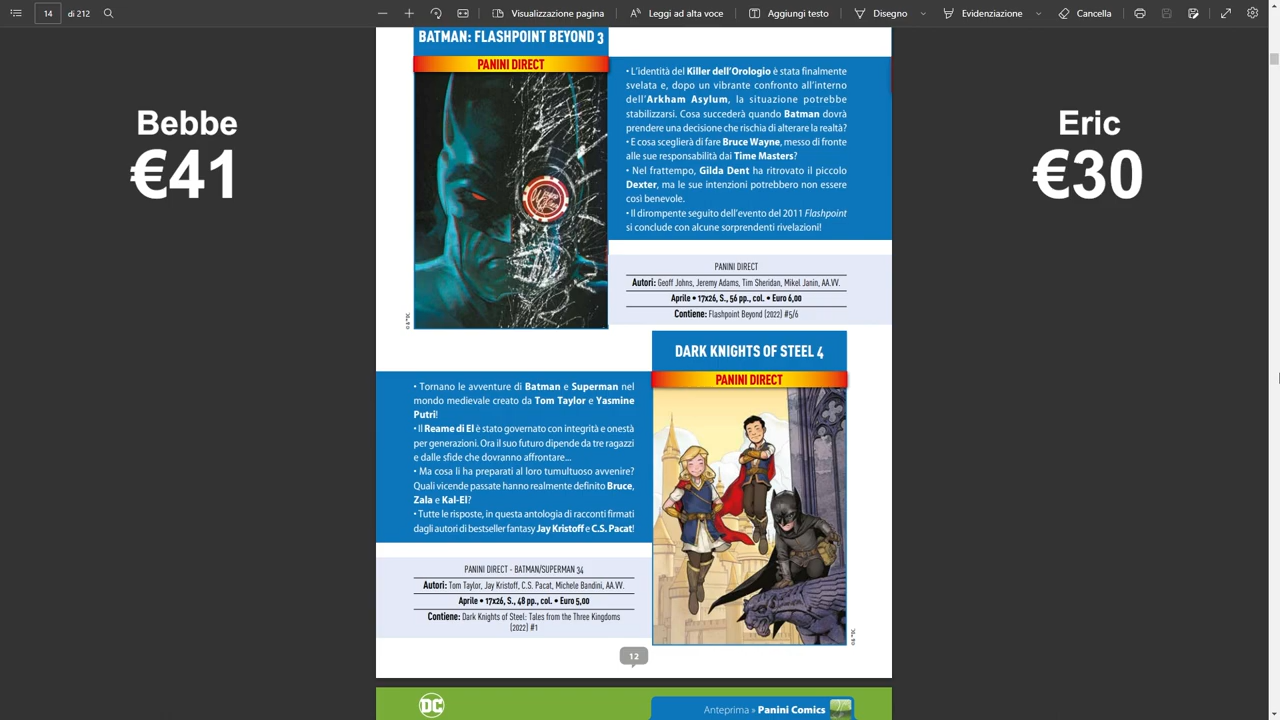 14
di 212
Disegno
Evidenziazione
Cancella
Bebbe
€41
Eric
€30
BATMAN: FLASHPOINT BEYOND 3
PANINI DIRECT
• L'identità del Killer dell'Orologio è stata finalmente
svelata e, dopo un vibrante confronto all'interno
dell'Arkham Asylum, la situazione potrebbe
stabilizzarsi. Cosa succederà quando Batman dovrà
prendere una decisione che rischia di alterare la realtà?
• E cosa sceglierà di fare Bruce Wayne, messo di fronte
alle sue responsabilità dai Time Masters?
• Nel frattempo, Gilda Dent ha ritrovato il piccolo
Dexter, ma le sue intenzioni potrebbero non essere
così benevole.
• Il dirompente seguito dell'evento del 2011 Flashpoint
si conclude con alcune sorprendenti rivelazioni!
PANINI DIRECT
Autori: Geoff Johns, Jeremy Adams, Tim Sheridan, Mikel Janin, AA.VV.
Aprile • 17x26, S., 56 pp., col. • Euro 6,00
Contiene: Flashpoint Beyond (2022) #5/6
DARK KNIGHTS OF STEEL 4
PANINI DIRECT
• Tornano le avventure di Batman e Superman nel
mondo medievale creato da Tom Taylor e Yasmine
Putri!
• Il Reame di El è stato governato con integrità e onestà
per generazioni. Ora il suo futuro dipende da tre ragazzi
e dalle sfide che dovranno affrontare...
• Ma cosa li ha preparati al loro tumultuoso avvenire?
Quali vicende passate hanno realmente definito Bruce,
Zala e Kal-El?
• Tutte le risposte, in questa antologia di racconti firmati
dagli autori di bestseller fantasy Jay Kristoff e C.S. Pacat!
PANINI DIRECT - BATMAN/SUPERMAN 34
Autori: Tom Taylor, Jay Kristoff, C.S. Pacat, Michele Bandini, AA.VV.
Aprile • 17x26, S., 48 pp., col. • Euro 5,00
Contiene: Dark Knights of Steel: Tales from the Three Kingdoms
(2022) #1
12
DC
Anteprima » Panini Comics